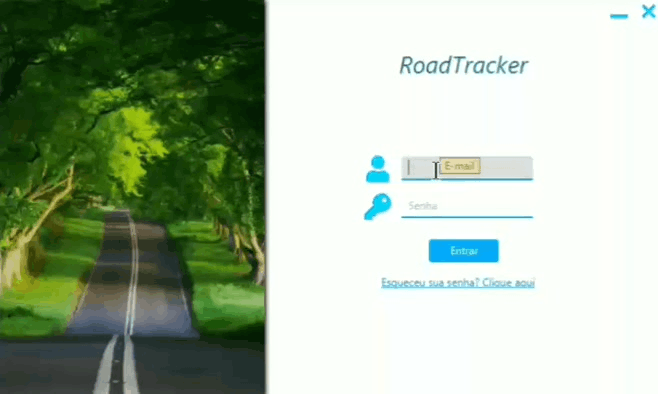 RoadTracker
E-mail
Senha
Entrar
Esqueceu sua senha? Clique aqui